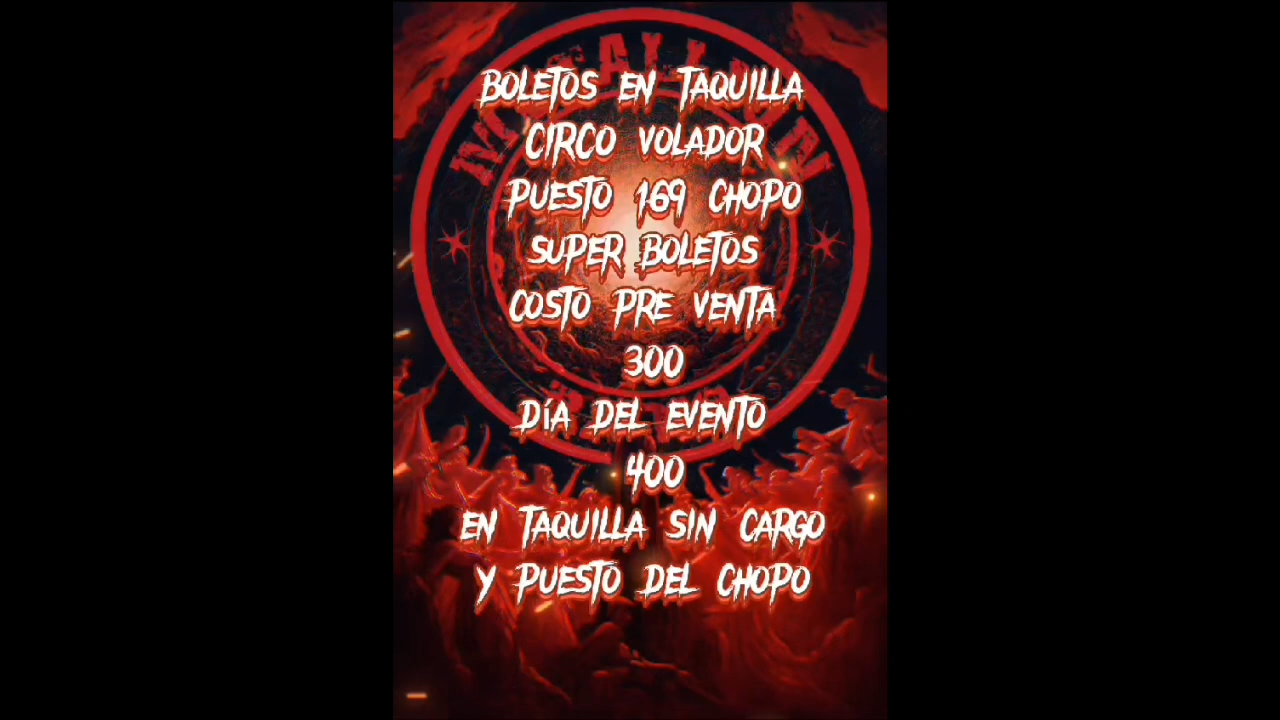 BOLETOS EN TAQUILLA
CIRCO VOLADOR
PUESTO 169 CHOPO
SUPER BOLETOS
COSTO PRE VENTA
300
DÍA DEL EVENTO
400
EN TAQUILLA SIN CARGO
Y PUESTO DEL CHOPO